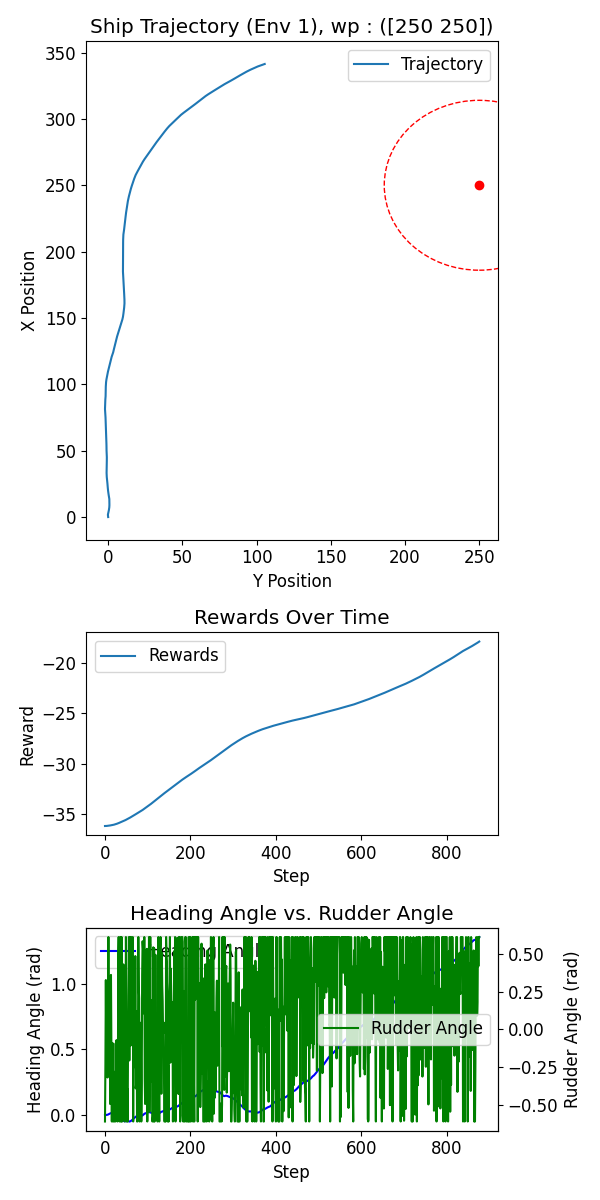 Ship Trajectory (Env 1), wp : ([250 250])
Trajectory
350
300
250
200
150
100
50
0
X Position
0 50 100 150 200 250
Y Position
Rewards Over Time
Rewards
−20
−25
−30
−35
Reward
0 200 400 600 800
Step
Heading Angle vs. Rudder Angle
Rudder Angle
1.0
0.5
0.0
Heading Angle (rad)
0.50
0.25
0.00
−0.25
−0.50
Rudder Angle (rad)
0 200 400 600 800
Step